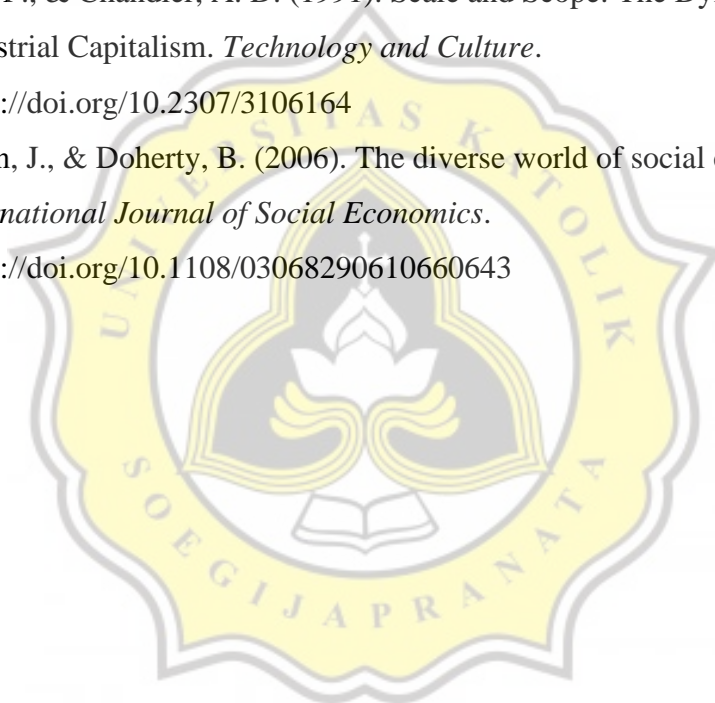 P., & Chandler, A. D. (1991). Scale and Scope: The Dy
strial Capitalism. Technology and Culture.
://doi.org/10.2307/3106164
n, J., & Doherty, B. (2006). The diverse world of social
national Journal of Social Economics.
://doi.org/10.1108/03068290610660643
UNIVERSITAS KATOLIK
SOEGIJAPRANATA